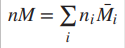 nM = ∑ᵢ nᵢM̄ᵢ